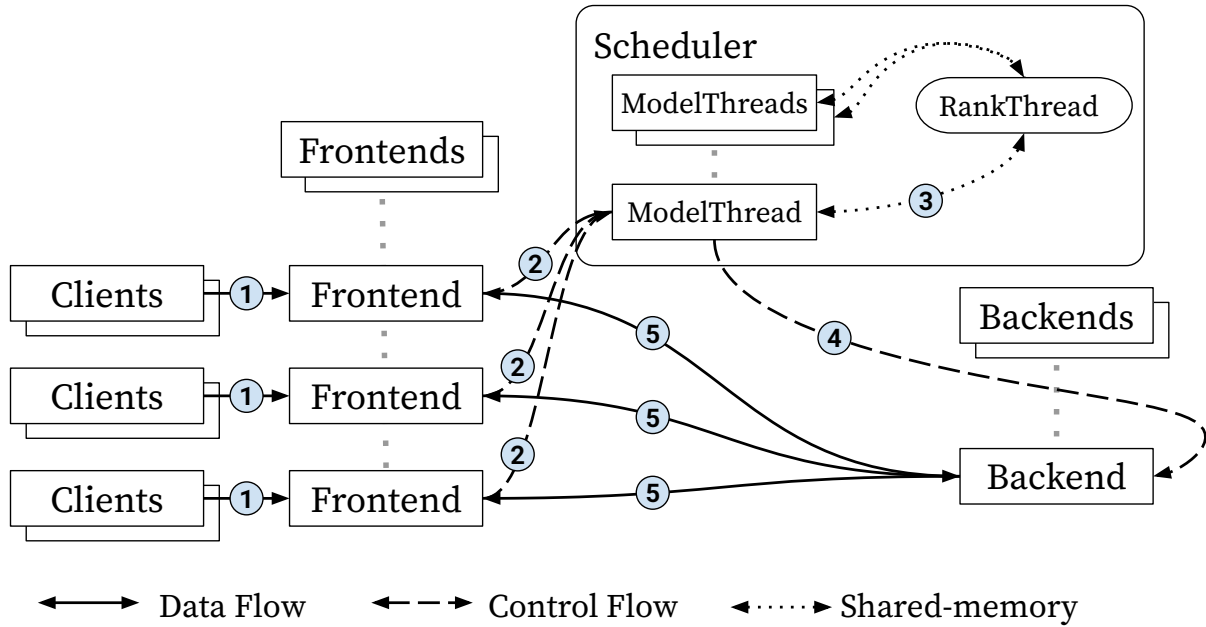 Scheduler
ModelThreads
RankThread
Frontends
ModelThread
3
2
Clients
1
Frontend
5
4
Backends
2
Clients
1
Frontend
5
2
Clients
1
Frontend
5
Backend
Data Flow
Control Flow
Shared-memory